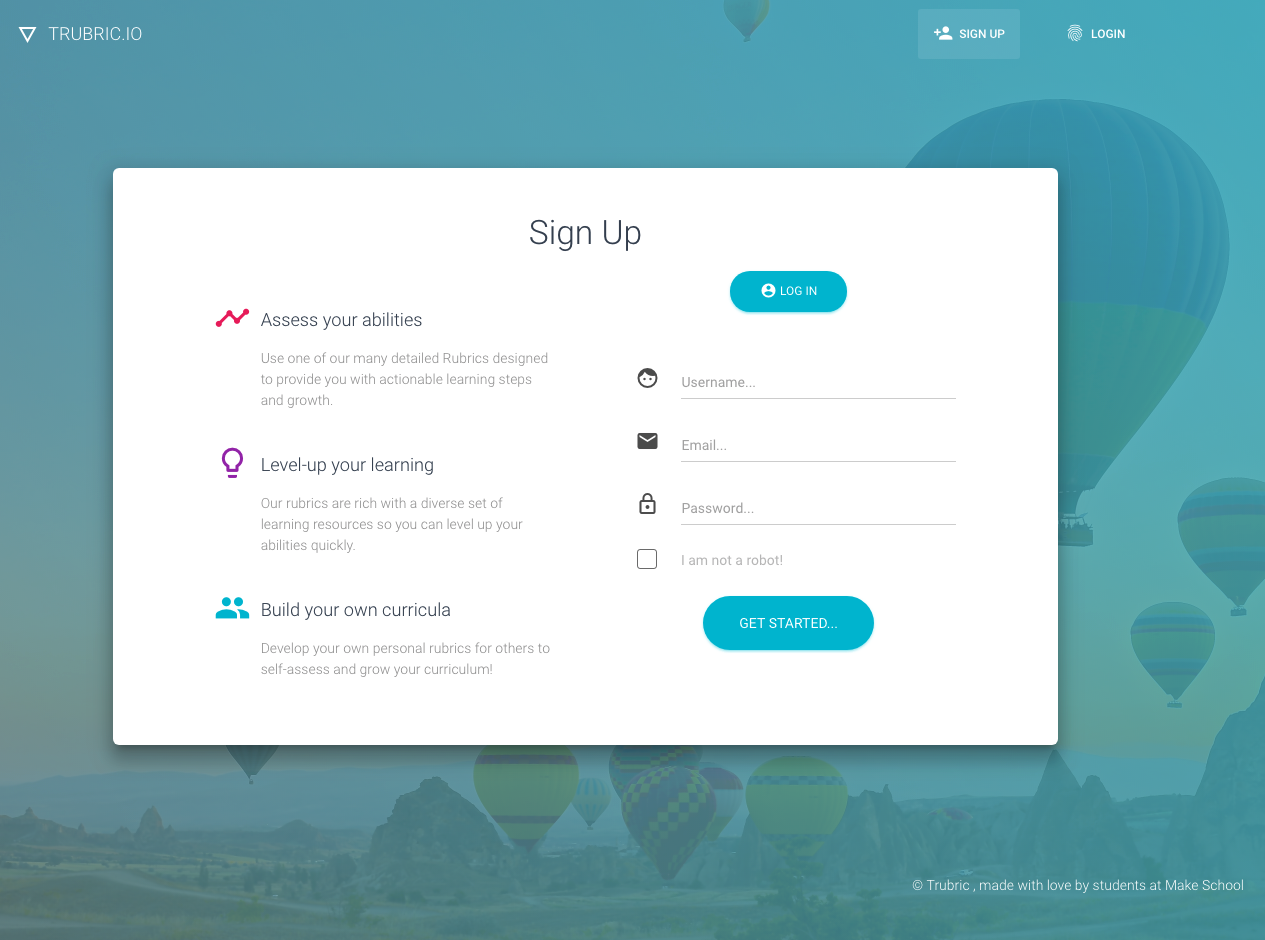 TRUBRIC.IO
SIGN UP
LOGIN
Sign Up
LOG IN
Assess your abilities
Use one of our many detailed Rubrics designed
to provide you with actionable learning steps
and growth.
Level-up your learning
Our rubrics are rich with a diverse set of
learning resources so you can level up your
abilities quickly.
Build your own curricula
Develop your own personal rubrics for others to
self-assess and grow your curriculum!
Username...
Email...
Password...
I am not a robot!
GET STARTED...
© Trubric , made with love by students at Make School